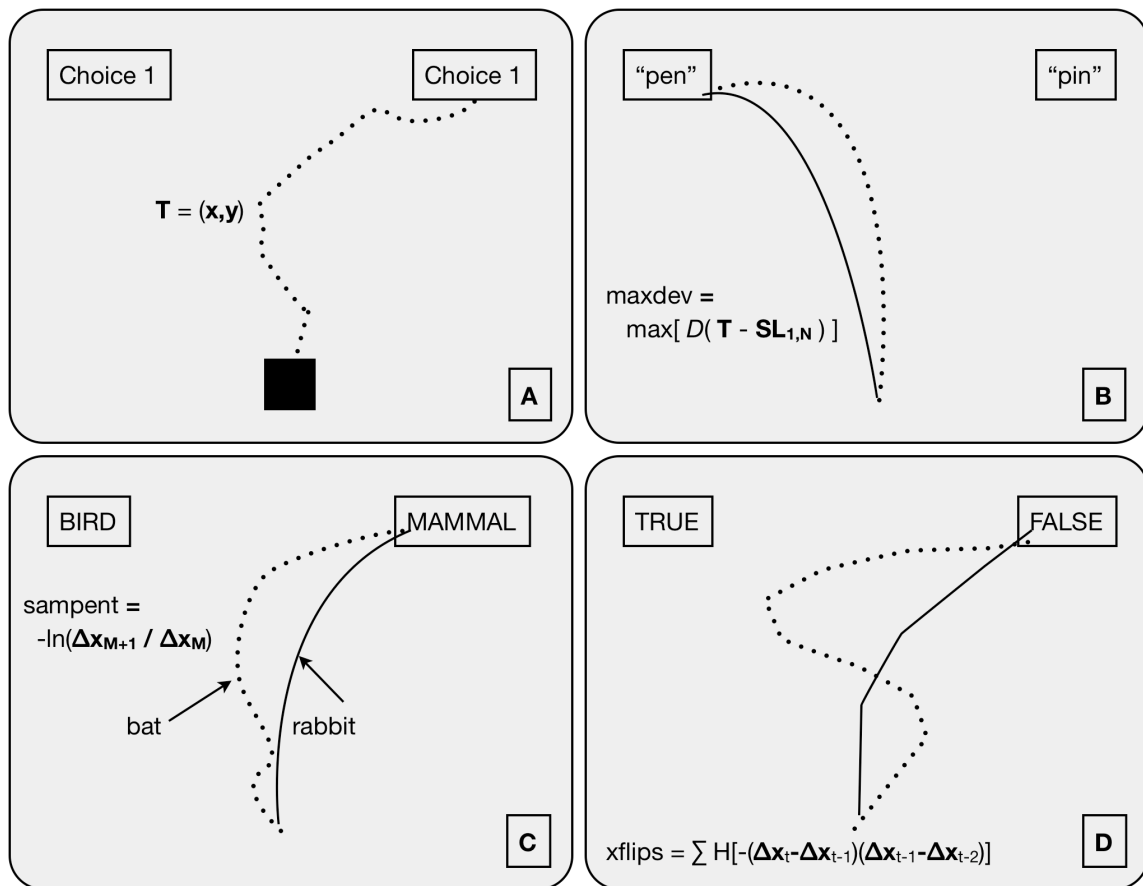 Choice 1
Choice 1
T = (x,y)
A
“pen”
“pin”
maxdev =
max[ D( T - SL1,N ) ]
B
BIRD
MAMMAL
sampent =
-ln(ΔxM+1 / ΔxM)
bat
rabbit
C
TRUE
FALSE
D
xflips = ∑ H[-(Δxt-Δxt-1)(Δxt-1-Δxt-2)]